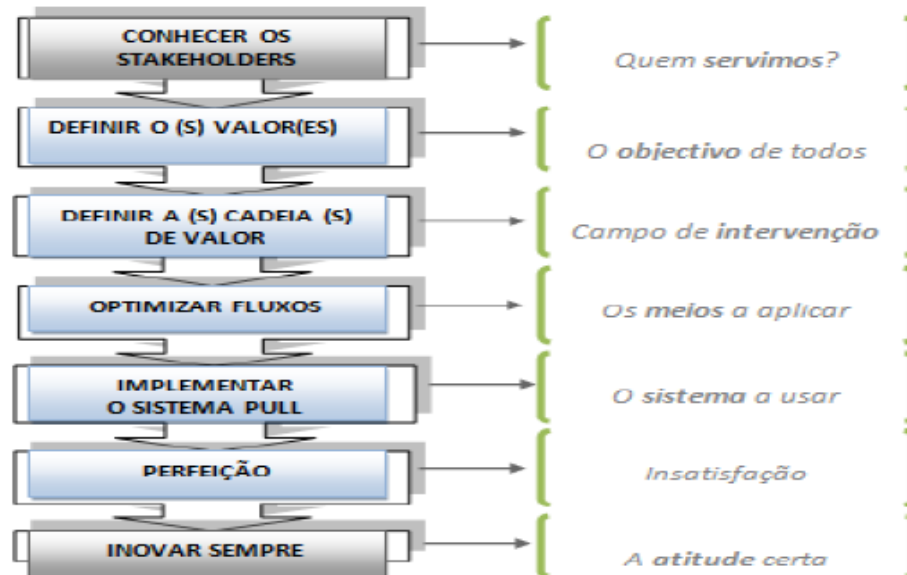 CONHECER OS
STAKEHOLDERS
Quem servimos?
DEFINIR O (S) VALOR(ES)
O objectivo de todos
DEFINIR A (S) CADEIA (S)
DE VALOR
Campo de intervenção
OPTIMIZAR FLUXOS
Os meios a aplicar
IMPLEMENTAR
O SISTEMA PULL
O sistema a usar
PERFEIÇÃO
Insatisfação
INOVAR SEMPRE
A atitude certa